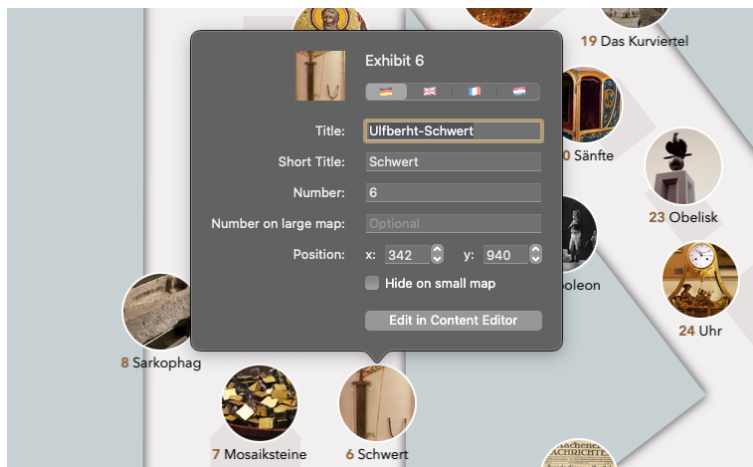 19 Das Kurviertel
Exhibit 6
Title: Ulfberht-Schwert
Short Title: Schwert
Number: 6
Number on large map: Optional
Position: x: 342 y: 940
Hide on small map
Edit in Content Editor
0 Sänfte
23 Obelisk
oleon
24 Uhr
8 Sarkophag
7 Mosaiksteine
6 Schwert
Aachener
ACHRICHTE